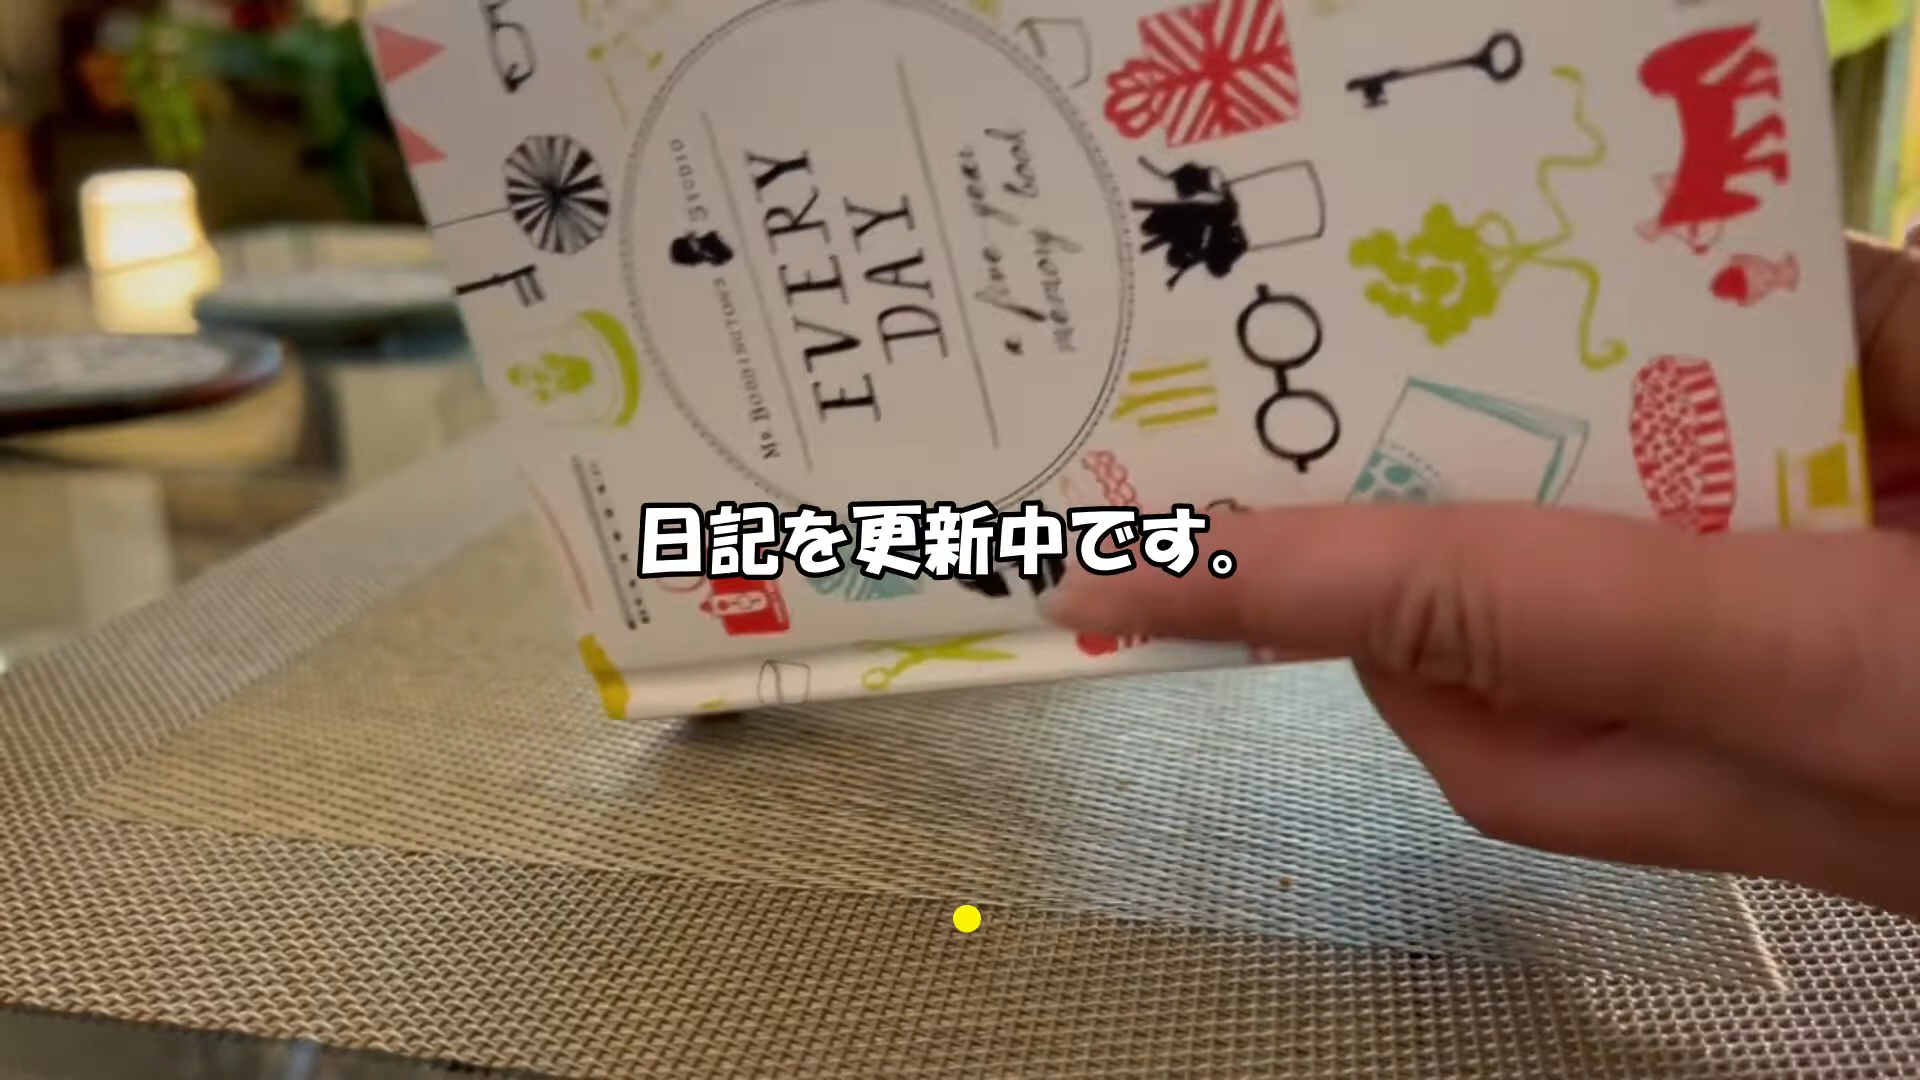 Mr Boddington's Studio
EVERY
DAY
a five year
memory book
日記を更新中です。